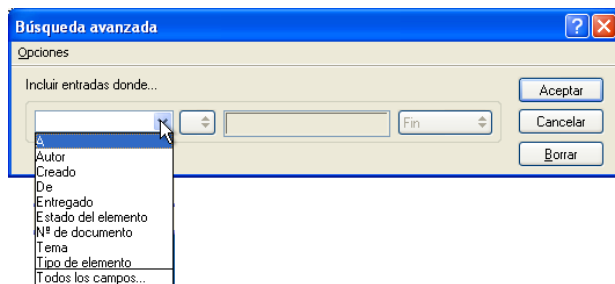 Búsqueda avanzada
Opciones
Incluir entradas donde...
Fin
Aceptar
Cancelar
Borrar
A
Autor
Creado
De
Entregado
Estado del elemento
Nº de documento
Tema
Tipo de elemento
Todos los campos...